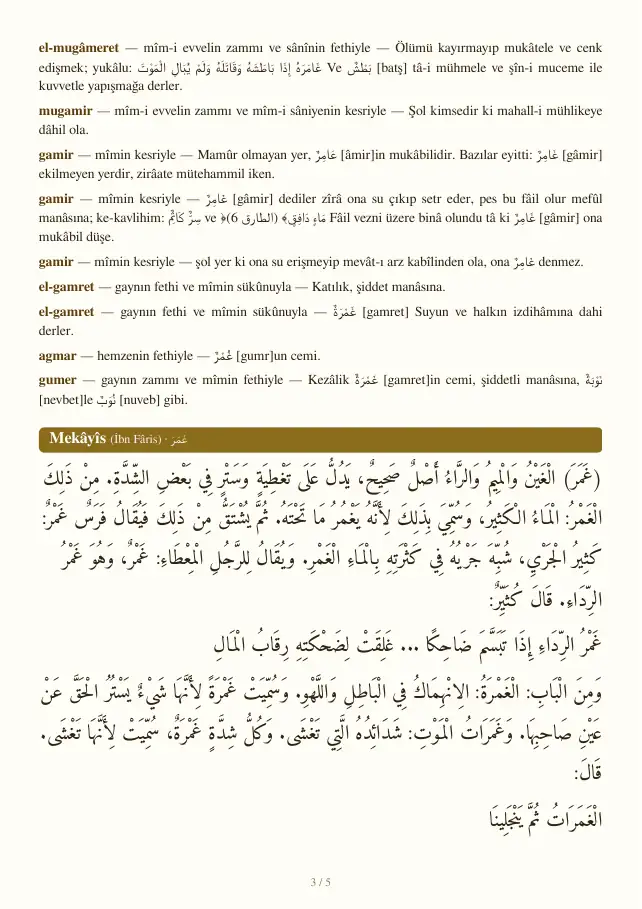 el-mugâmeret — mîm-i evvelin zammı ve sânînin fethiyle — Ölümü kayırmayıp mukâtele ve cenk
edişmek; yukâlu: غَامَرَهُ إِذَا بَاطَشَهُ وَقَاتَلَهُ وَلَمْ يُبَالِ الْمَوْتَ Ve بَطْشٌ [batş] tâ-i mühmele ve şîn-i muceme ile
kuvvetle yapışmağa derler.
mugamir — mîm-i evvelin zammı ve mîm-i sâniyenin kesriyle — Şol kimsedir ki mahall-i mühlikeye
dâhil ola.
gamir — mîmin kesriyle — Mamûr olmayan yer, عَامِرٌ [âmir]in mukâbilidir. Bazılar eyitti: غَامِرٌ [gâmir]
ekilmeyen yerdir, zirâate mütehammil iken.
gamir — mîmin kesriyle — غَامِرٌ [gâmir] dediler zîrâ ona su çıkıp setr eder, pes bu fâil olur mefûl
manâsına; ke-kavlihim: سِرٌّ كَاتِمٌ ve ﴿مَاءٍ دَافِقٍ﴾ (الطارق 6) Fâil vezni üzere binâ olundu tâ ki غَامِرٌ [gâmir] ona
mukâbil düşe.
gamir — mîmin kesriyle — şol yer ki ona su erişmeyip mevât-ı arz kabîlinden ola, ona غَامِرٌ denmez.
el-gamret — gaynın fethi ve mîmin sükûnuyla — Katılık, şiddet manâsına.
el-gamret — gaynın fethi ve mîmin sükûnuyla — غَمْرَةٌ [gamret] Suyun ve halkın izdihâmına dahi
derler.
agmar — hemzenin fethiyle — غُمْرٌ [gumr]un cemi.
gumer — gaynın zammı ve mîmin fethiyle — Kezâlik غَمْرَةٌ [gamret]in cemi, şiddetli manâsına, نَوْبَةٌ
[nevbet]le نُوَبٌ [nuveb] gibi.
Mekâyîs (İbn Fâris) · غَمَرَ
(غَمَرَ) الْغَيْنُ وَالْمِيمُ وَالرَّاءُ أَصْلٌ صَحِيحٌ، يَدُلُّ عَلَى تَغْطِيَةٍ وَسَتْرٍ فِي بَعْضِ الشِّدَّةِ. مِنْ ذَلِكَ
الْغَمْرُ: الْمَاءُ الْكَثِيرُ، وَسُمِّيَ بِذَلِكَ لِأَنَّهُ يَغْمُرُ مَا تَحْتَهُ. ثُمَّ يُشْتَقُّ مِنْ ذَلِكَ فَيُقَالُ فَرَسٌ غَمْرٌ:
كَثِيرُ الْجَرْيِ، شُبِّهَ جَرْيُهُ فِي كَثْرَتِهِ بِالْمَاءِ الْغَمْرِ. وَيُقَالُ لِلرَّجُلِ الْمِعْطَاءِ: غَمْرٌ، وَهُوَ غَمْرُ
الرِّدَاءِ. قَالَ كُثَيِّرٌ:
غَمْرُ الرِّدَاءِ إِذَا تَبَسَّمَ ضَاحِكًا ... غَلِقَتْ لِضَحْكَتِهِ رِقَابُ الْمَالِ
وَمِنَ الْبَابِ: الْغَمْرَةُ: الِانْهِمَاكُ فِي الْبَاطِلِ وَاللَّهْوِ. وَسُمِّيَتْ غَمْرَةً لِأَنَّهَا شَيْءٌ يَسْتُرُ الْحَقَّ عَنْ
عَيْنِ صَاحِبِهَا. وَغَمَرَاتُ الْمَوْتِ: شَدَائِدُهُ الَّتِي تَغْشَى. وَكُلُّ شِدَّةٍ غَمْرَةٌ، سُمِّيَتْ لِأَنَّهَا تَغْشَى.
قَالَ:
الْغَمَرَاتُ ثُمَّ يَنْجَلِينَا
3 / 5